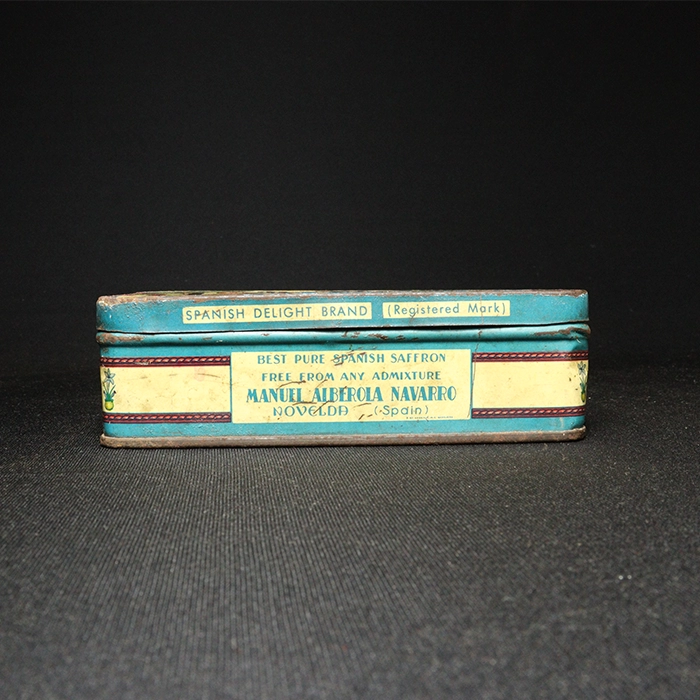 SPANISH DELIGHT BRAND (Registered Mark)
BEST PURE SPANISH SAFFRON
FREE FROM ANY ADMIXTURE
MANUEL ALBEROLA NAVARRO
NOVELDA (Spain)